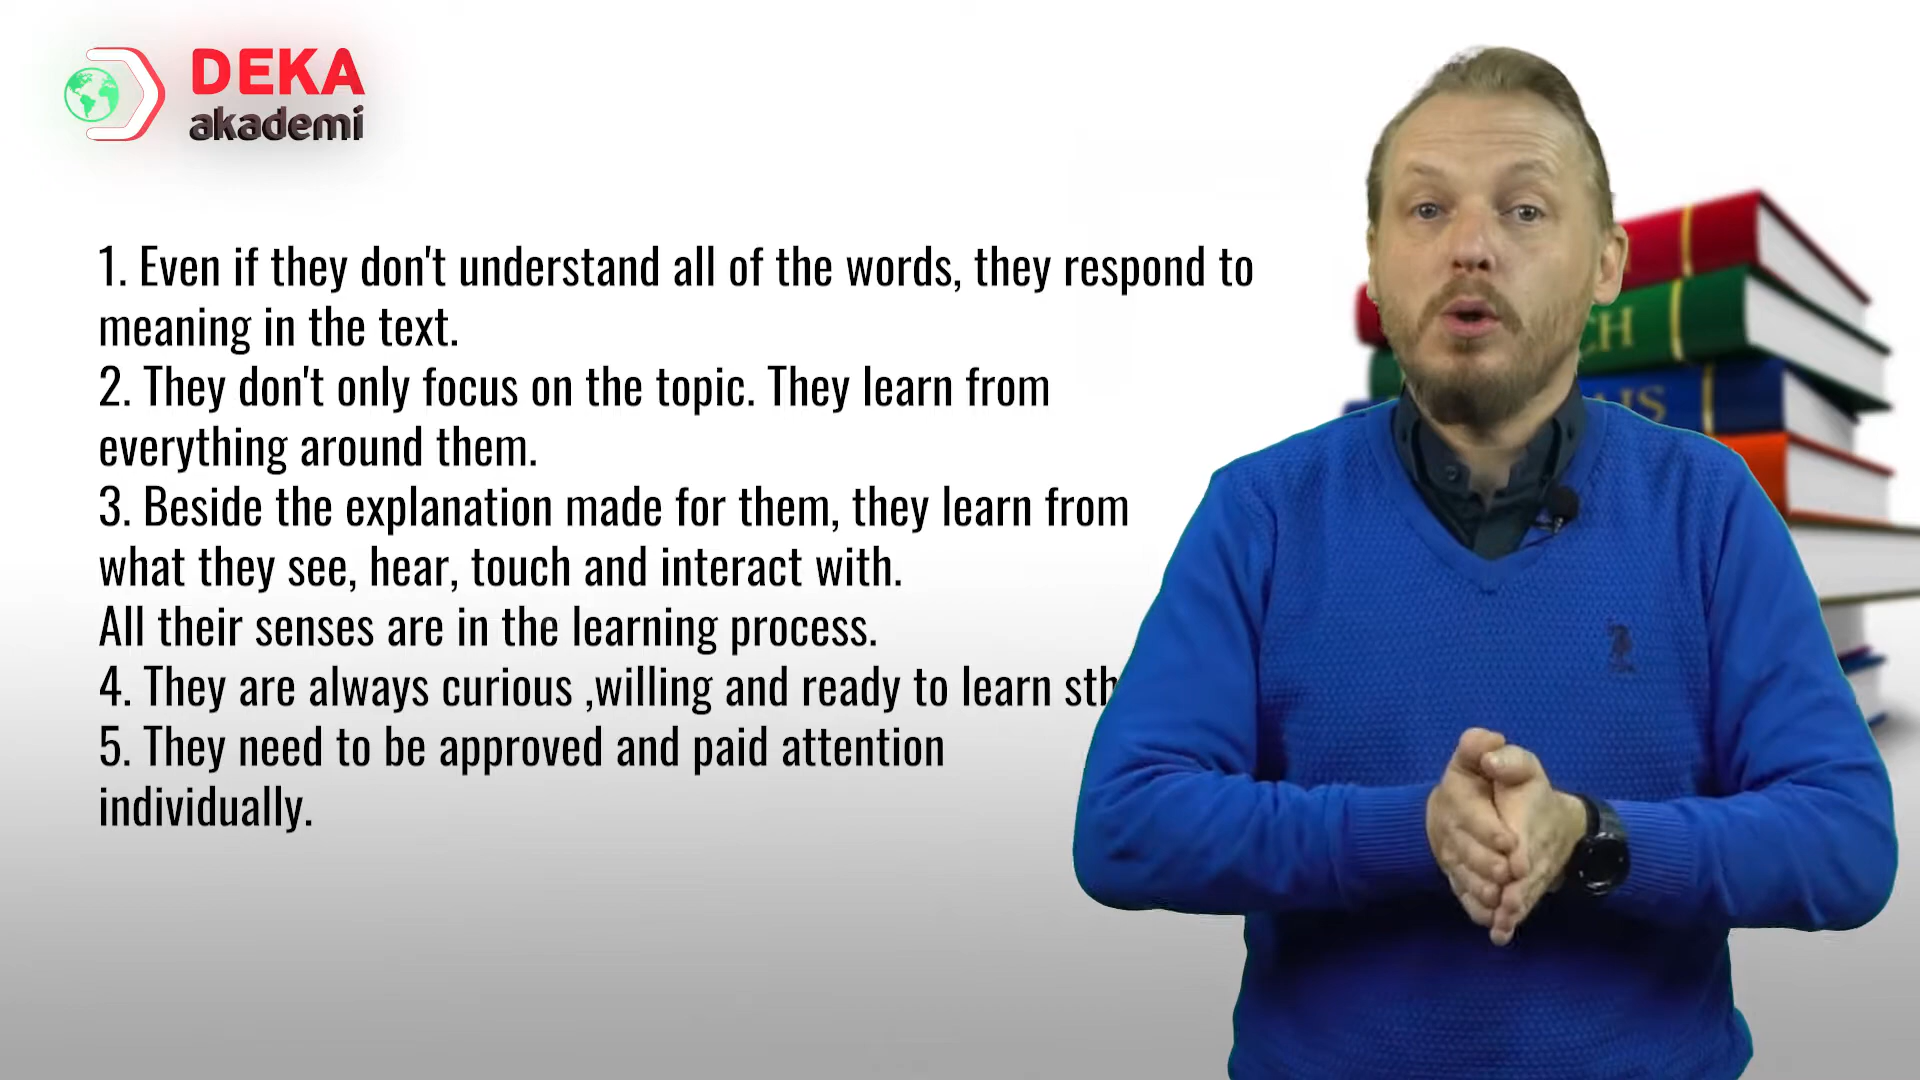 DEKA
akademi
1. Even if they don't understand all of the words, they respond to
meaning in the text.
2. They don't only focus on the topic. They learn from
everything around them.
3. Beside the explanation made for them, they learn from
what they see, hear, touch and interact with.
All their senses are in the learning process.
4. They are always curious ,willing and ready to learn sth
5. They need to be approved and paid attention
individually.